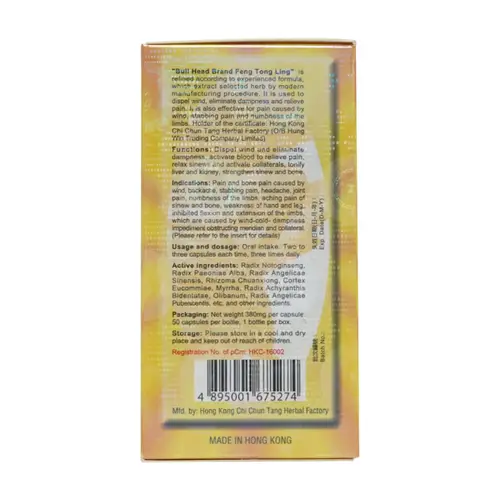 "Bull Head Brand Feng Tong Ling" is
refined according to experienced formula,
which extract selected herb by modern
manufacturing procedure. It is used to
dispel wind, eliminate dampness and relieve
pain. It is also effective for pain caused by
wind, stabbing pain and numbness of the
limbs. Holder of the certificate: Hong Kong
Chi Chun Tang Herbal Factory (O/B Hung
Wei Trading Company Limited)
Functions: Dispel wind and eliminate
dampness, activate blood to relieve pain,
relax sinews and activate collaterals, tonify
liver and kidney, strengthen sinew and bone.
Indications: Pain and bone pain caused by
wind, backache, stabbing pain, headache, joint
pain, numbness of the limbs, aching pain of
sinew and bone, weakness of hand and leg,
inhibited flexion and extension of the limbs,
which are caused by wind-cold- dampness
impediment obstructing meridian and collateral.
(Please refer to the insert for details)
Usage and dosage: Oral intake. Two to
three capsules each time, three times daily.
Active ingredients: Radix Notoginseng,
Radix Paeoniae Alba, Radix Angelicae
Sinensis, Rhizoma Chuanxiong, Cortex
Eucommiae, Myrrha, Radix Achyranthis
Bidentatae, Olibanum, Radix Angelicae
Pubescentis, etc. and other ingredients.
Packaging: Net weight 380mg per capsule
50 capsules per bottle, 1 bottle per box.
Storage: Please store in a cool and dry
place and keep out of reach of children.
Registration No. of pCm: HKC-16002
4 895001 675274
Mfd. by: Hong Kong Chi Chun Tang Herbal Factory
MADE IN HONG KONG
Exp. Date(D-M-Y)
Batch No.